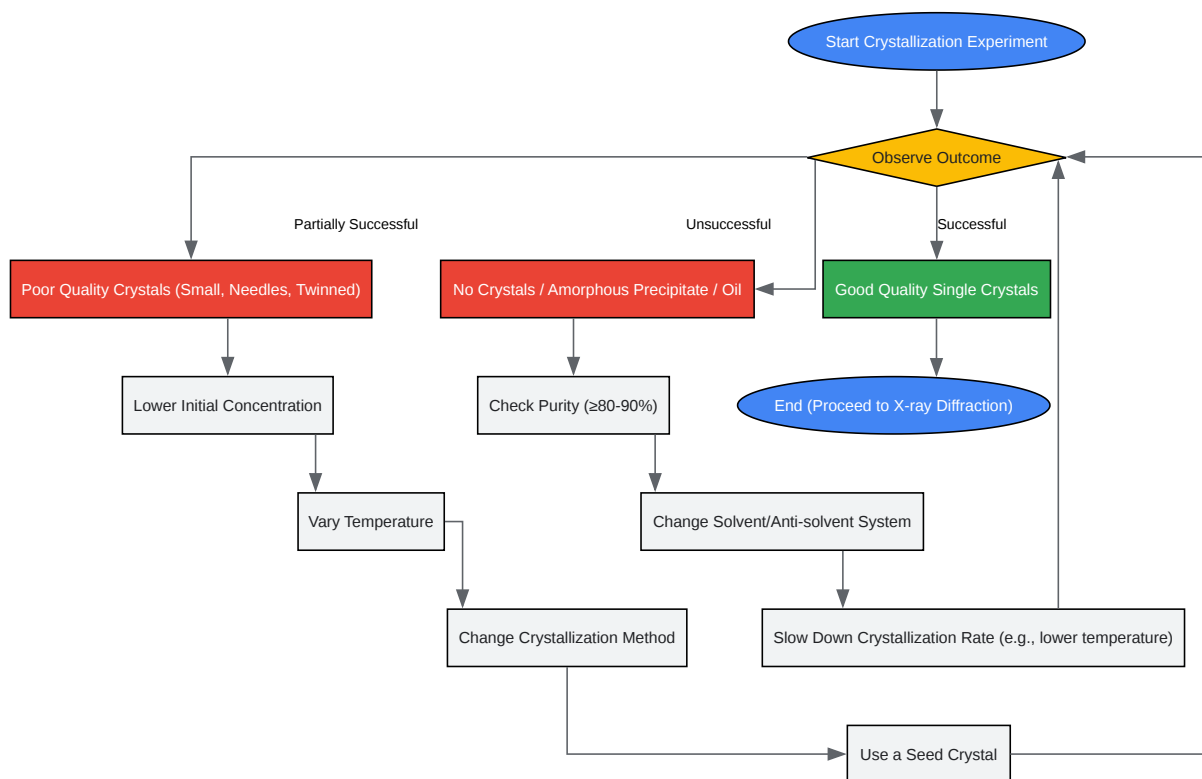 Start Crystallization Experiment
Observe Outcome
Partially Successful
Unsuccessful
Successful
Poor Quality Crystals (Small, Needles, Twinned)
No Crystals / Amorphous Precipitate / Oil
Good Quality Single Crystals
Lower Initial Concentration
Check Purity (≥80-90%)
End (Proceed to X-ray Diffraction)
Vary Temperature
Change Solvent/Anti-solvent System
Change Crystallization Method
Slow Down Crystallization Rate (e.g., lower temperature)
Use a Seed Crystal